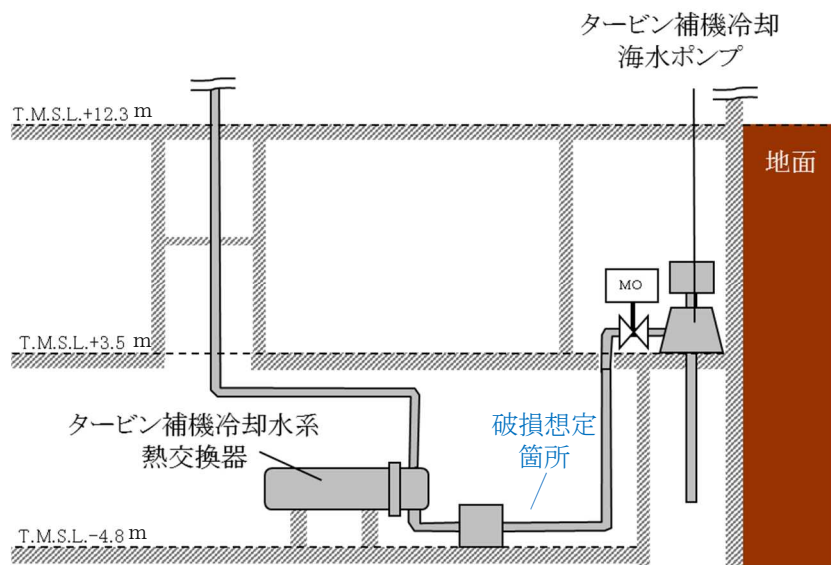 タービン補機冷却
海水ポンプ
T.M.S.L.+12.3 m
地面
MO
T.M.S.L.+3.5 m
タービン補機冷却水系
熱交換器
破損想定
箇所
T.M.S.L.-4.8 m